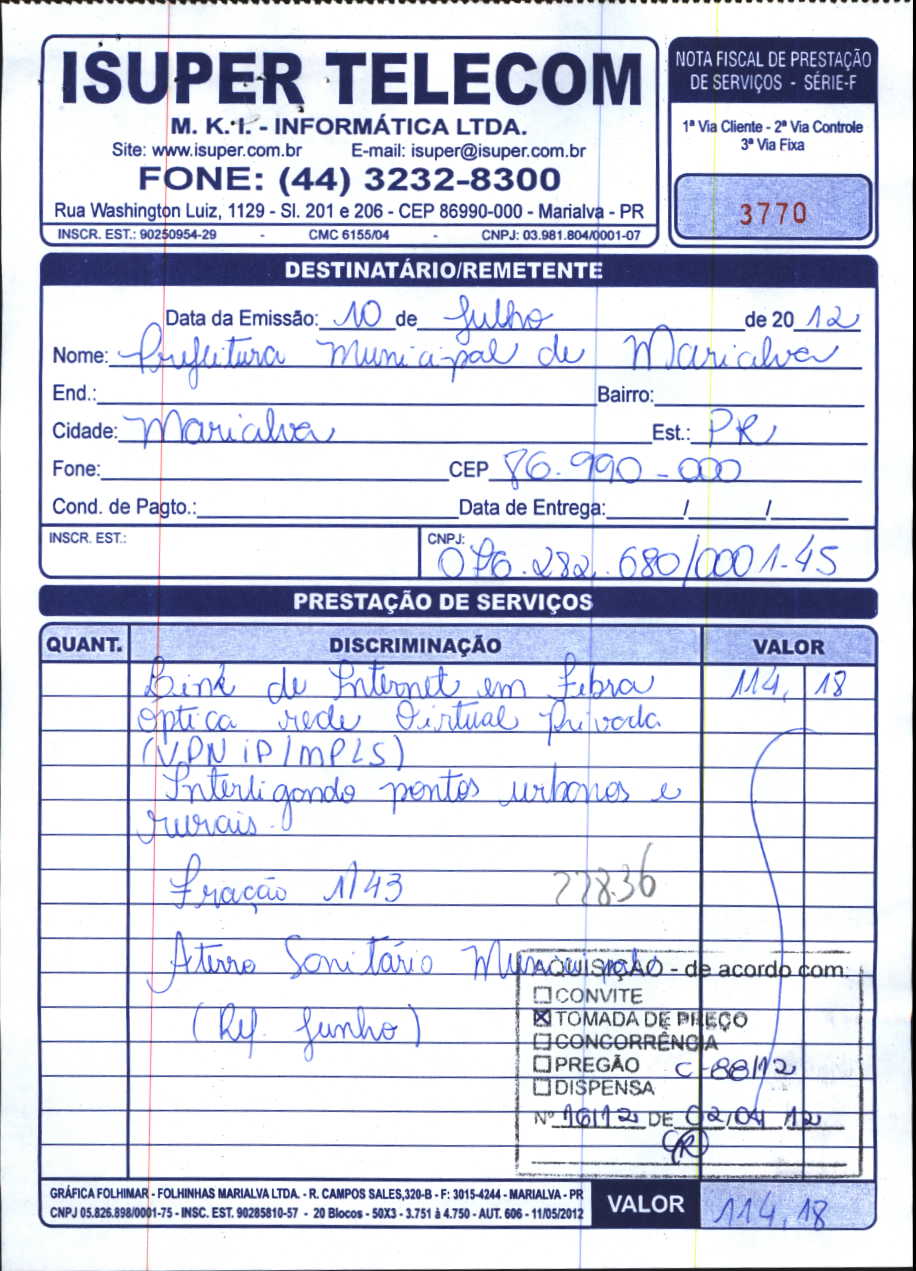 ISUPER TELECOM
M. K. I. - INFORMÁTICA LTDA.
Site: www.isuper.com.br E-mail: isuper@isuper.com.br
FONE: (44) 3232-8300
Rua Washington Luiz, 1129 - Sl. 201 e 206 - CEP 86990-000 - Marialva - PR
INSCR. EST.: 90250954-29 - CMC 6155/04 - CNPJ: 03.981.804/0001-07
NOTA FISCAL DE PRESTAÇÃO
DE SERVIÇOS - SÉRIE-F
1ª Via Cliente - 2ª Via Controle
3ª Via Fixa
3770
DESTINATÁRIO/REMETENTE
Data da Emissão: 10 de Julho de 20 12
Nome: Prefeitura Municipal de Marialva
End.: Bairro:
Cidade: Marialva Est.: PR
Fone: CEP 86.990-000
Cond. de Pagto.: Data de Entrega: / /
INSCR. EST.:
CNPJ: 076.282.680/0001-45
PRESTAÇÃO DE SERVIÇOS
QUANT. DISCRIMINAÇÃO VALOR
Link de Internet em Fibra 114,18
óptica rede Virtual Privada
(VPN IP/MPLS)
Interligando pontos urbanos e
rurais.
Fração 1/43 228.36
Aterro Sanitário Municipal
(Ref. Junho)
AQUISIÇÃO - de acordo com:
☐ CONVITE
☒ TOMADA DE PREÇO
☐ CONCORRÊNCIA
☐ PREGÃO C-88/12
☐ DISPENSA
Nº 16/12 DE 02/04/12
GRÁFICA FOLHIMAR - FOLHINHAS MARIALVA LTDA. - R. CAMPOS SALES,320-B - F: 3015-4244 - MARIALVA - PR
CNPJ 05.826.898/0001-75 - INSC. EST. 90285810-57 - 20 Blocos - 50X3 - 3.751 à 4.750 - AUT. 606 - 11/05/2012
VALOR 114,18